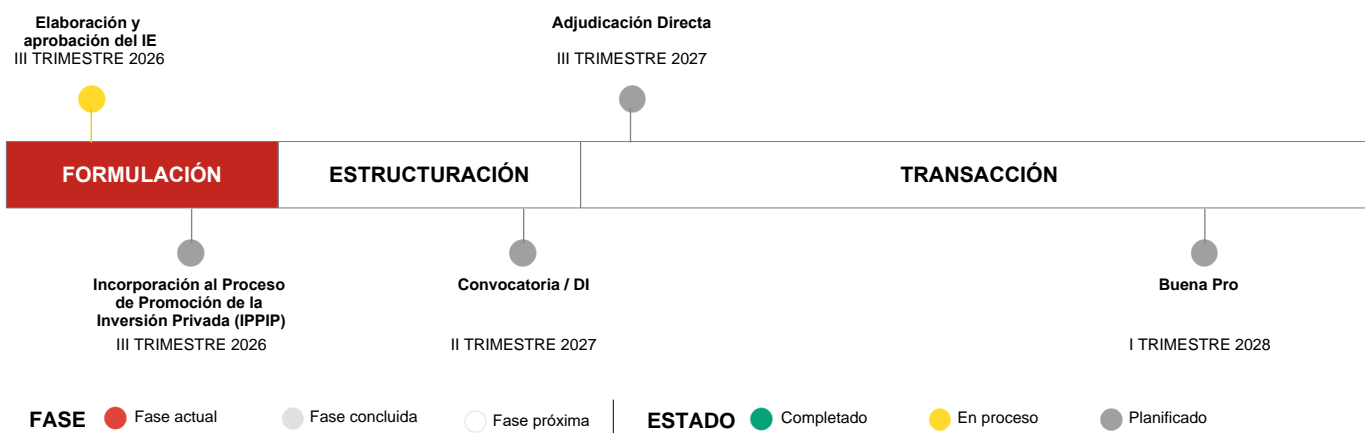 Elaboración y
aprobación del IE
III TRIMESTRE 2026
Adjudicación Directa
III TRIMESTRE 2027
FORMULACIÓN
ESTRUCTURACIÓN
TRANSACCIÓN
Incorporación al Proceso
de Promoción de la
Inversión Privada (IPPIP)
III TRIMESTRE 2026
Convocatoria / DI
II TRIMESTRE 2027
Buena Pro
I TRIMESTRE 2028
FASE
Fase actual
Fase concluida
Fase próxima
ESTADO
Completado
En proceso
Planificado